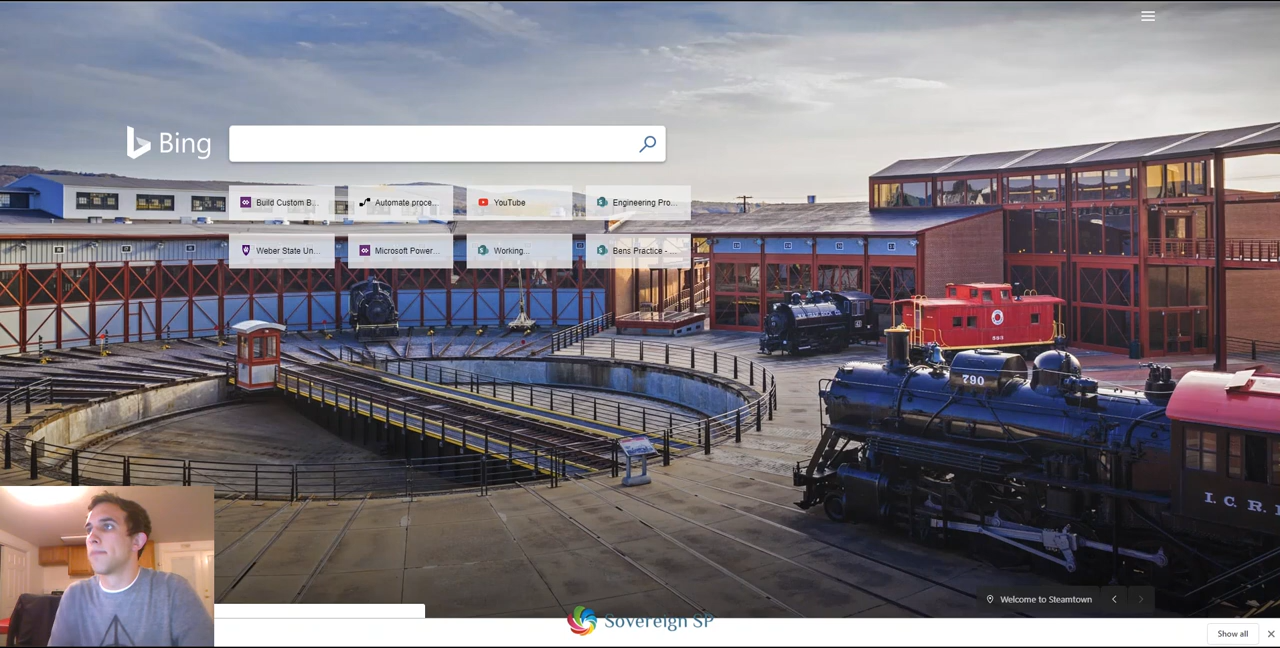 Bing
Build Custom B...
Automate proce...
YouTube
Engineering Pro...
Weber State Un...
Microsoft Power...
Working...
Bens Practice -
790
I. C. R.
Welcome to Steamtown
Sovereign SP
Show all